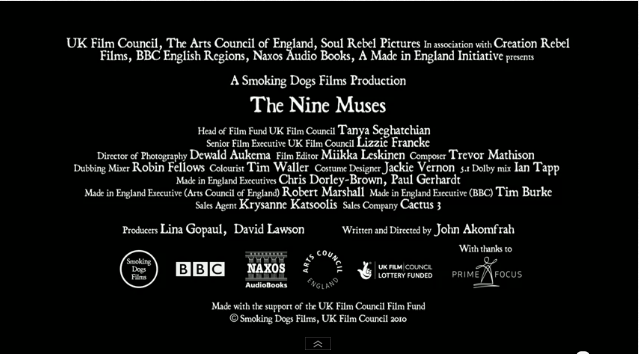 UK Film Council, The Arts Council of England, Soul Rebel Pictures In association with Creation Rebel
Films, BBC English Regions, Naxos Audio Books, A Made in England Initiative presents
A Smoking Dogs Films Production
The Nine Muses
Head of Film Fund UK Film Council Tanya Seghatchian
Senior Film Executive UK Film Council Lizzie Francke
Director of Photography Dewald Aukema Film Editor Miikka Leskinen Composer Trevor Mathison
Dubbing Mixer Robin Fellows Colourist Tim Waller Costume Designer Jackie Vernon 5.1 Dolby mix Ian Tapp
Made in England Executives Chris Dorley-Brown, Paul Gerhardt
Made in England Executive (Arts Council of England) Robert Marshall Made in England Executive (BBC) Tim Burke
Sales Agent Krysanne Katsoolis Sales Company Cactus 3
Producers Lina Gopaul, David Lawson Written and Directed by John Akomfrah
With thanks to
Smoking
Dogs
Films
BBC
NAXOS
AudioBooks
ARTS COUNCIL
ENGLAND
UK FILM COUNCIL
LOTTERY FUNDED
PRIME FOCUS
Made with the support of the UK Film Council Film Fund
© Smoking Dogs Films, UK Film Council 2010